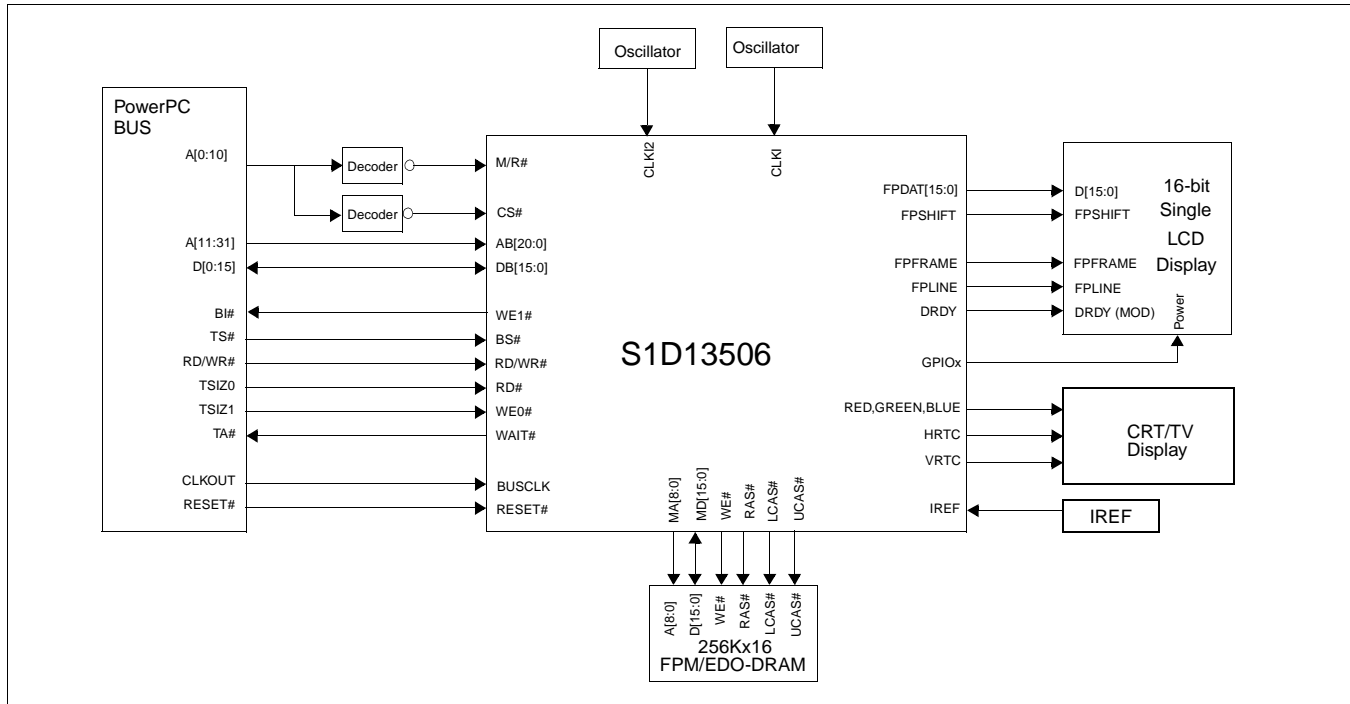 Oscillator
Oscillator
PowerPC
BUS
A[0:10]
Decoder
Decoder
A[11:31]
D[0:15]
BI#
TS#
RD/WR#
TSIZ0
TSIZ1
TA#
CLKOUT
RESET#
CLKI2
CLKI
M/R#
CS#
AB[20:0]
DB[15:0]
WE1#
BS#
RD/WR#
RD#
WE0#
WAIT#
BUSCLK
RESET#
S1D13506
FPDAT[15:0]
FPSHIFT
FPFRAME
FPLINE
DRDY
GPIOx
RED,GREEN,BLUE
HRTC
VRTC
IREF
D[15:0]
FPSHIFT
FPFRAME
FPLINE
DRDY (MOD)
16-bit
Single
LCD
Display
Power
CRT/TV
Display
IREF
MA[8:0]
MD[15:0]
WE#
RAS#
LCAS#
UCAS#
A[8:0]
D[15:0]
WE#
RAS#
LCAS#
UCAS#
256Kx16
FPM/EDO-DRAM